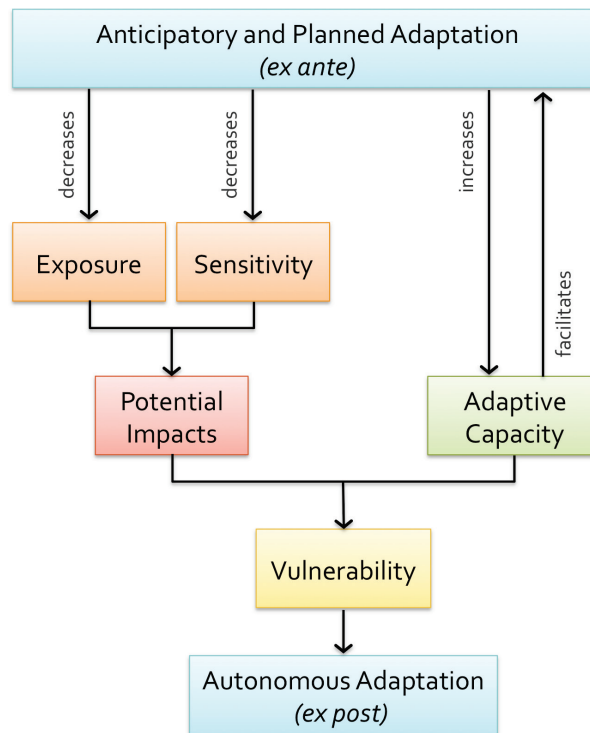 Anticipatory and Planned Adaptation
(ex ante)
decreases
decreases
increases
facilitates
Exposure
Sensitivity
Potential
Impacts
Adaptive
Capacity
Vulnerability
Autonomous Adaptation
(ex post)